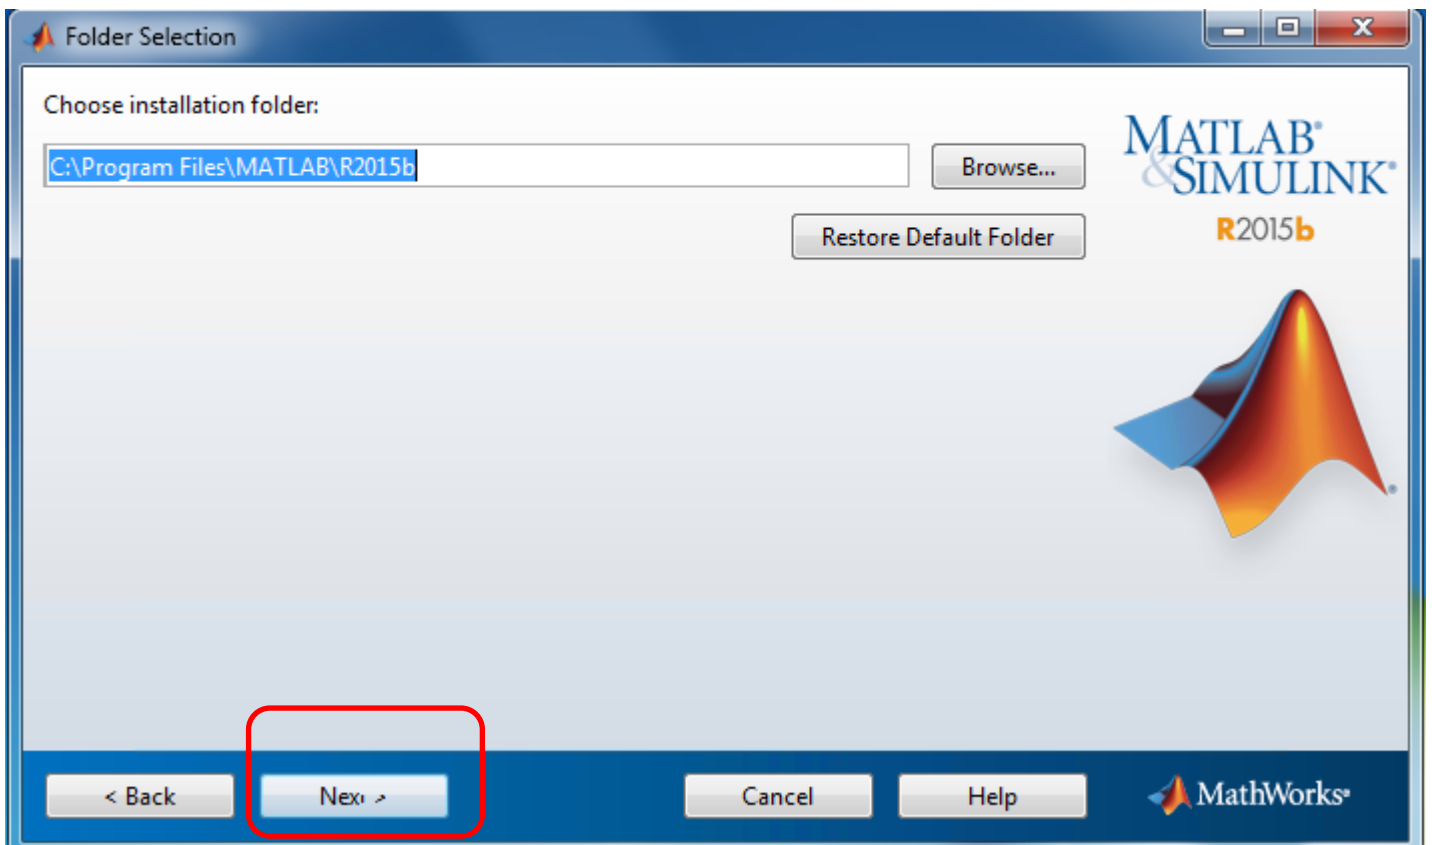 Folder Selection
Choose installation folder:
C:\Program Files\MATLAB\R2015b
Browse...
Restore Default Folder
MATLAB®
&SIMULINK®
R2015b
< Back
Next >
Cancel
Help
MathWorks®